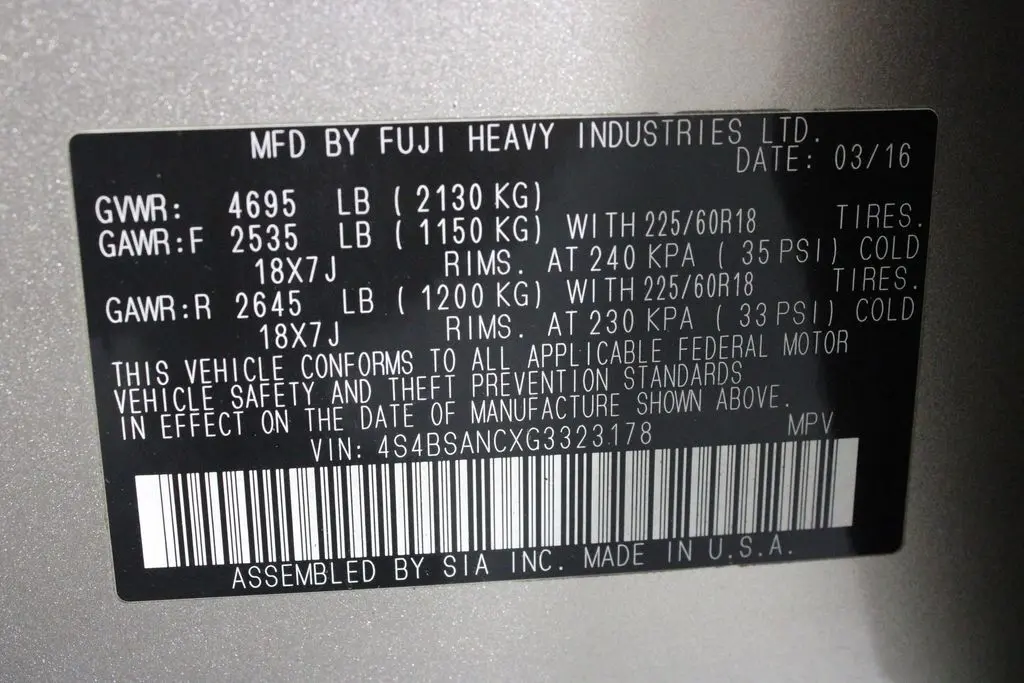 MFD BY FUJI HEAVY INDUSTRIES LTD.
DATE: 03/16
GVWR: 4695 LB ( 2130 KG)
GAWR:F 2535 LB ( 1150 KG) WITH 225/60R18 TIRES.
18X7J RIMS. AT 240 KPA ( 35 PSI) COLD
GAWR:R 2645 LB ( 1200 KG) WITH 225/60R18 TIRES.
18X7J RIMS. AT 230 KPA ( 33 PSI) COLD
THIS VEHICLE CONFORMS TO ALL APPLICABLE FEDERAL MOTOR
VEHICLE SAFETY AND THEFT PREVENTION STANDARDS
IN EFFECT ON THE DATE OF MANUFACTURE SHOWN ABOVE.
VIN: 4S4BSANCXG3323178 MPV
ASSEMBLED BY SIA INC. MADE IN U.S.A.